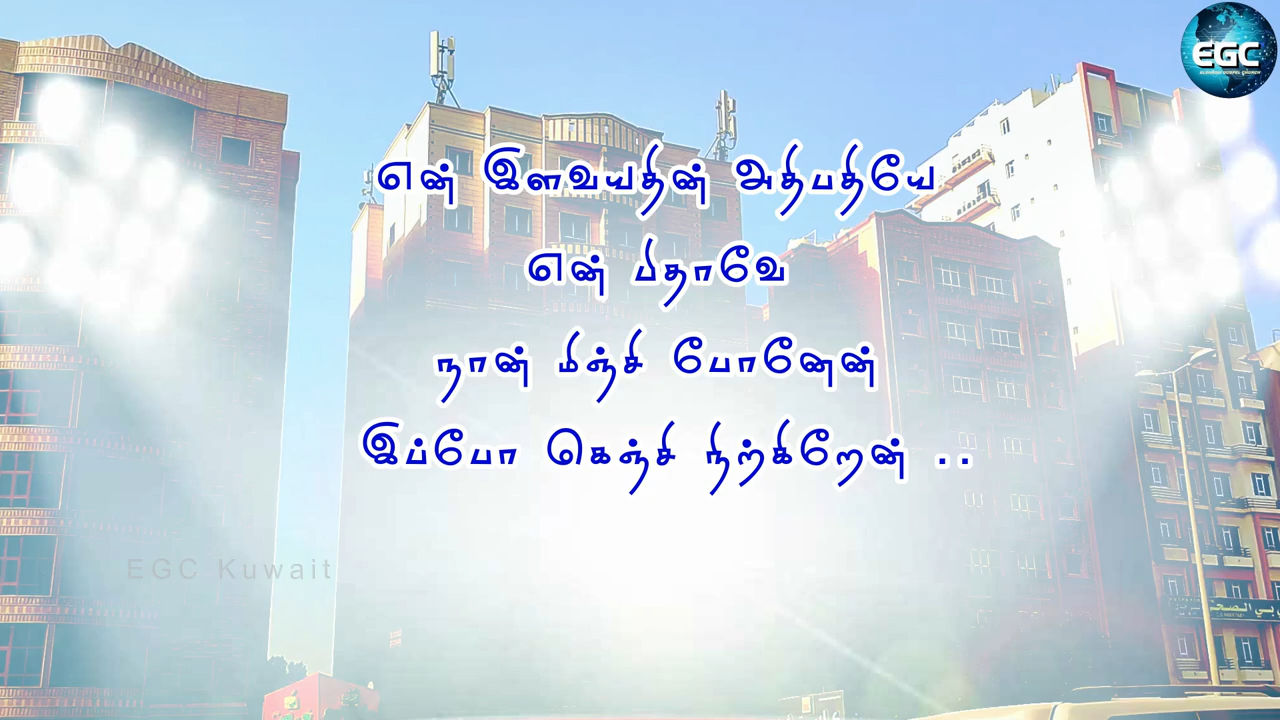 EGC
என் இளவயதின் அதிபதியே
என் பிதாவே
நான் மிஞ்சி போனேன்
இப்போ கெஞ்சி நிற்கிறேன் ..
EGC Kuwait